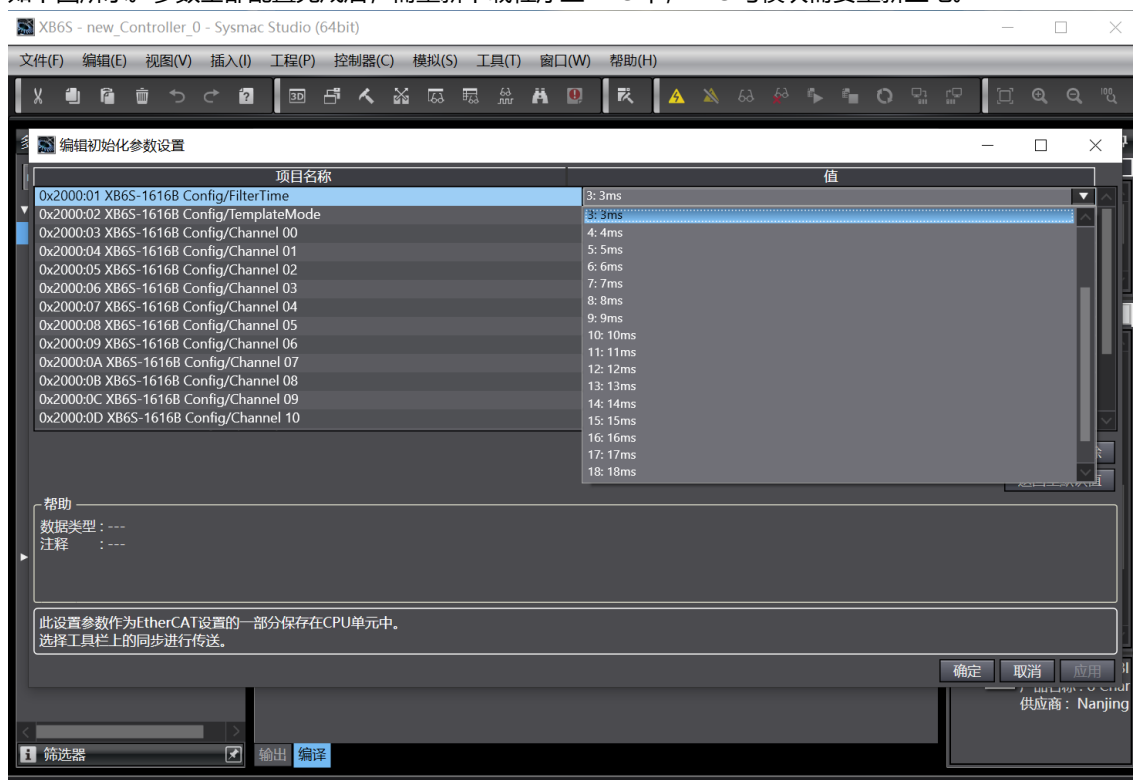 XB6S - new_Controller_0 - Sysmac Studio (64bit)
文件(F) 编辑(E) 视图(V) 插入(I) 工程(P) 控制器(C) 模拟(S) 工具(T) 窗口(W) 帮助(H)
编辑初始化参数设置
项目名称 值
0x2000:01 XB6S-1616B Config/FilterTime 3: 3ms
0x2000:02 XB6S-1616B Config/TemplateMode
0x2000:03 XB6S-1616B Config/Channel 00
0x2000:04 XB6S-1616B Config/Channel 01
0x2000:05 XB6S-1616B Config/Channel 02
0x2000:06 XB6S-1616B Config/Channel 03
0x2000:07 XB6S-1616B Config/Channel 04
0x2000:08 XB6S-1616B Config/Channel 05
0x2000:09 XB6S-1616B Config/Channel 06
0x2000:0A XB6S-1616B Config/Channel 07
0x2000:0B XB6S-1616B Config/Channel 08
0x2000:0C XB6S-1616B Config/Channel 09
0x2000:0D XB6S-1616B Config/Channel 10
3: 3ms
4: 4ms
5: 5ms
6: 6ms
7: 7ms
8: 8ms
9: 9ms
10: 10ms
11: 11ms
12: 12ms
13: 13ms
14: 14ms
15: 15ms
16: 16ms
17: 17ms
18: 18ms
帮助
数据类型 : ---
注释 : ---
此设置参数作为EtherCAT设置的一部分保存在CPU单元中。
选择工具栏上的同步进行传送。
确定 取消 应用
供应商 : Nanjing
筛选器 输出 编译